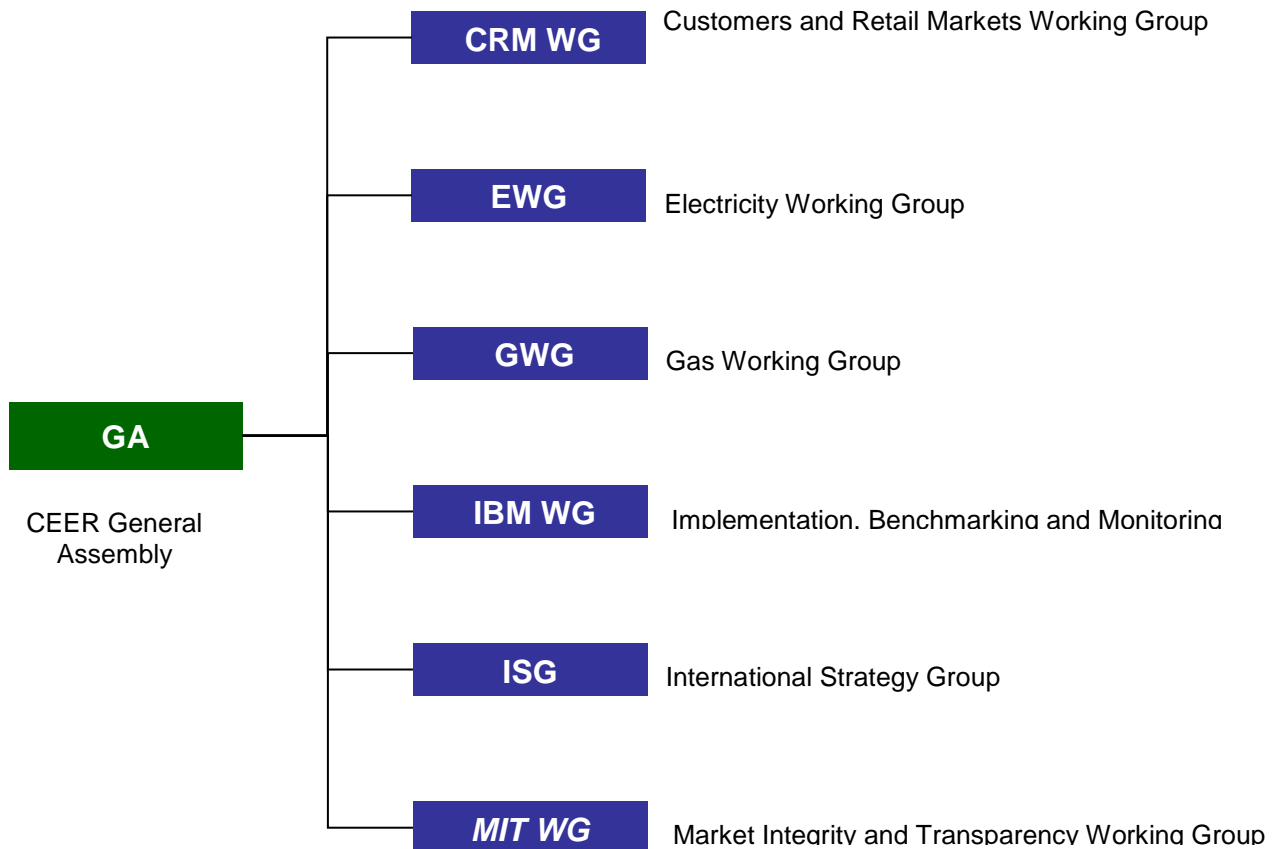 CRM WG
Customers and Retail Markets Working Group
EWG
Electricity Working Group
GWG
Gas Working Group
GA
CEER General
Assembly
IBM WG
Implementation, Benchmarking and Monitoring
ISG
International Strategy Group
MIT WG
Market Integrity and Transparency Working Group